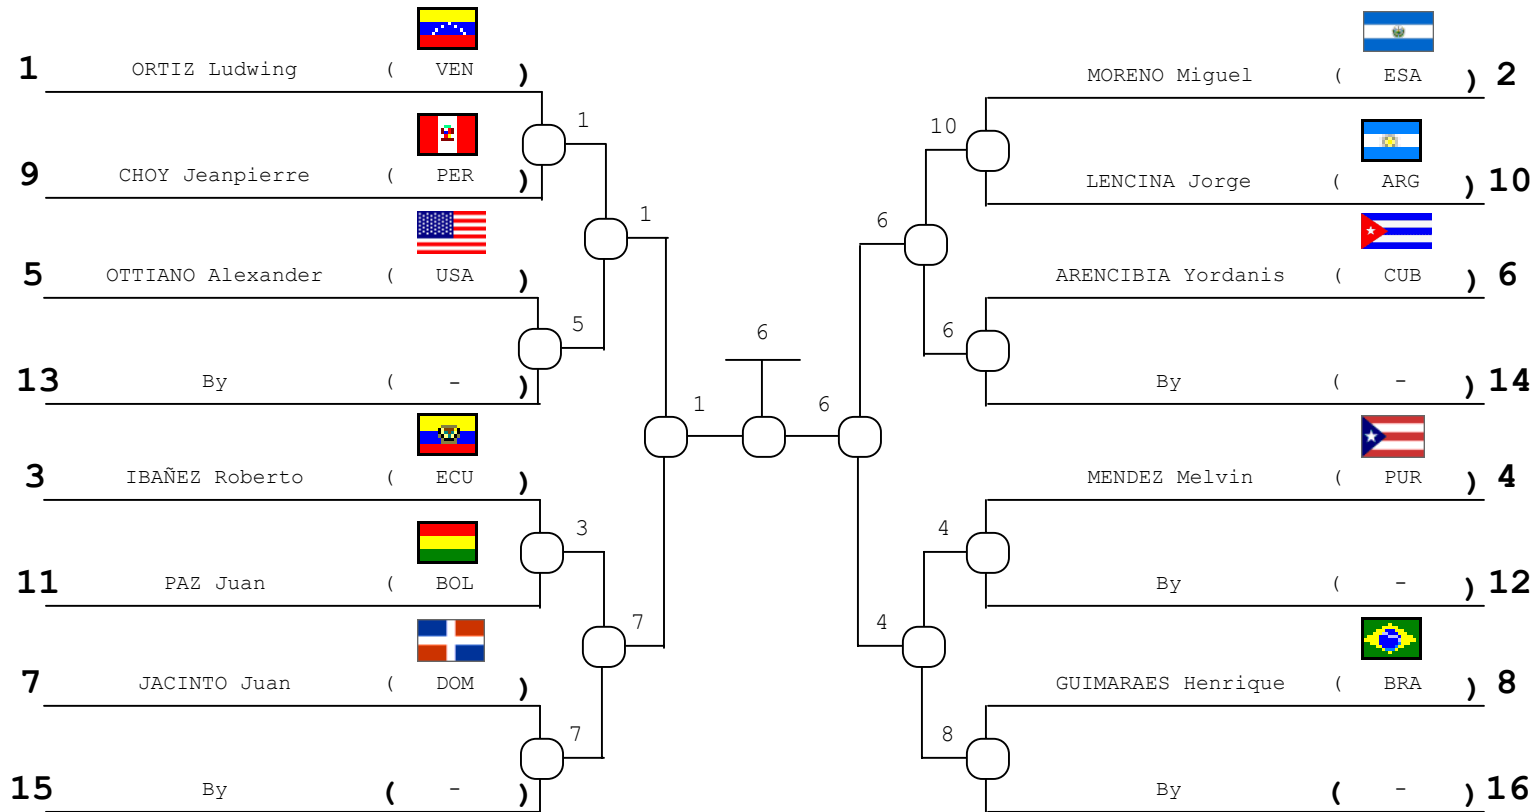 1 ORTIZ Ludwing ( VEN )
9 CHOY Jeanpierre ( PER )
5 OTTIANO Alexander ( USA )
13 By ( - )
3 IBAÑEZ Roberto ( ECU )
11 PAZ Juan ( BOL )
7 JACINTO Juan ( DOM )
15 By ( - )
1
5
3
7
1
7
1
6
6
6
4
10
6
4
8
MORENO Miguel ( ESA ) 2
LENCINA Jorge ( ARG ) 10
ARENCIBIA Yordanis ( CUB ) 6
By ( - ) 14
MENDEZ Melvin ( PUR ) 4
By ( - ) 12
GUIMARAES Henrique ( BRA ) 8
By ( - ) 16